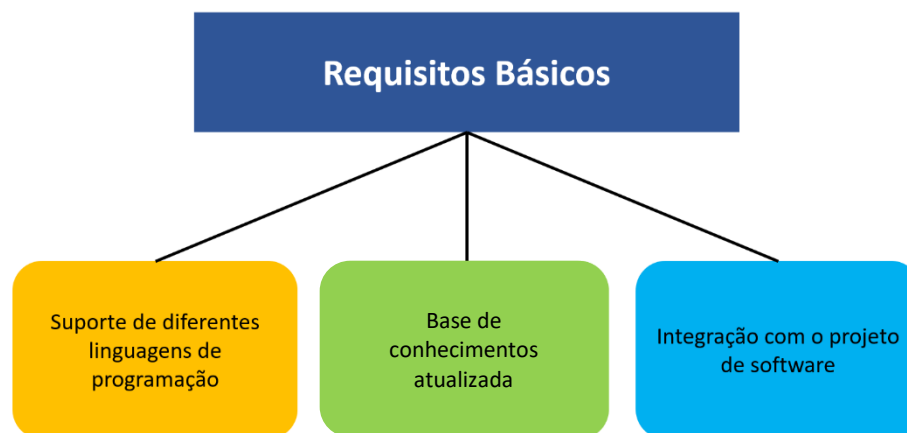 Requisitos Básicos
Suporte de diferentes
linguagens de
programação
Base de
conhecimentos
atualizada
Integração com o projeto
de software